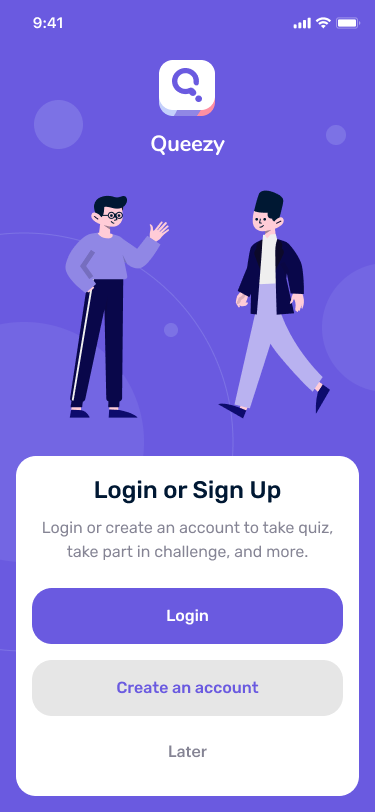 9:41
Queezy
Login or Sign Up
Login or create an account to take quiz,
take part in challenge, and more.
Login
Create an account
Later